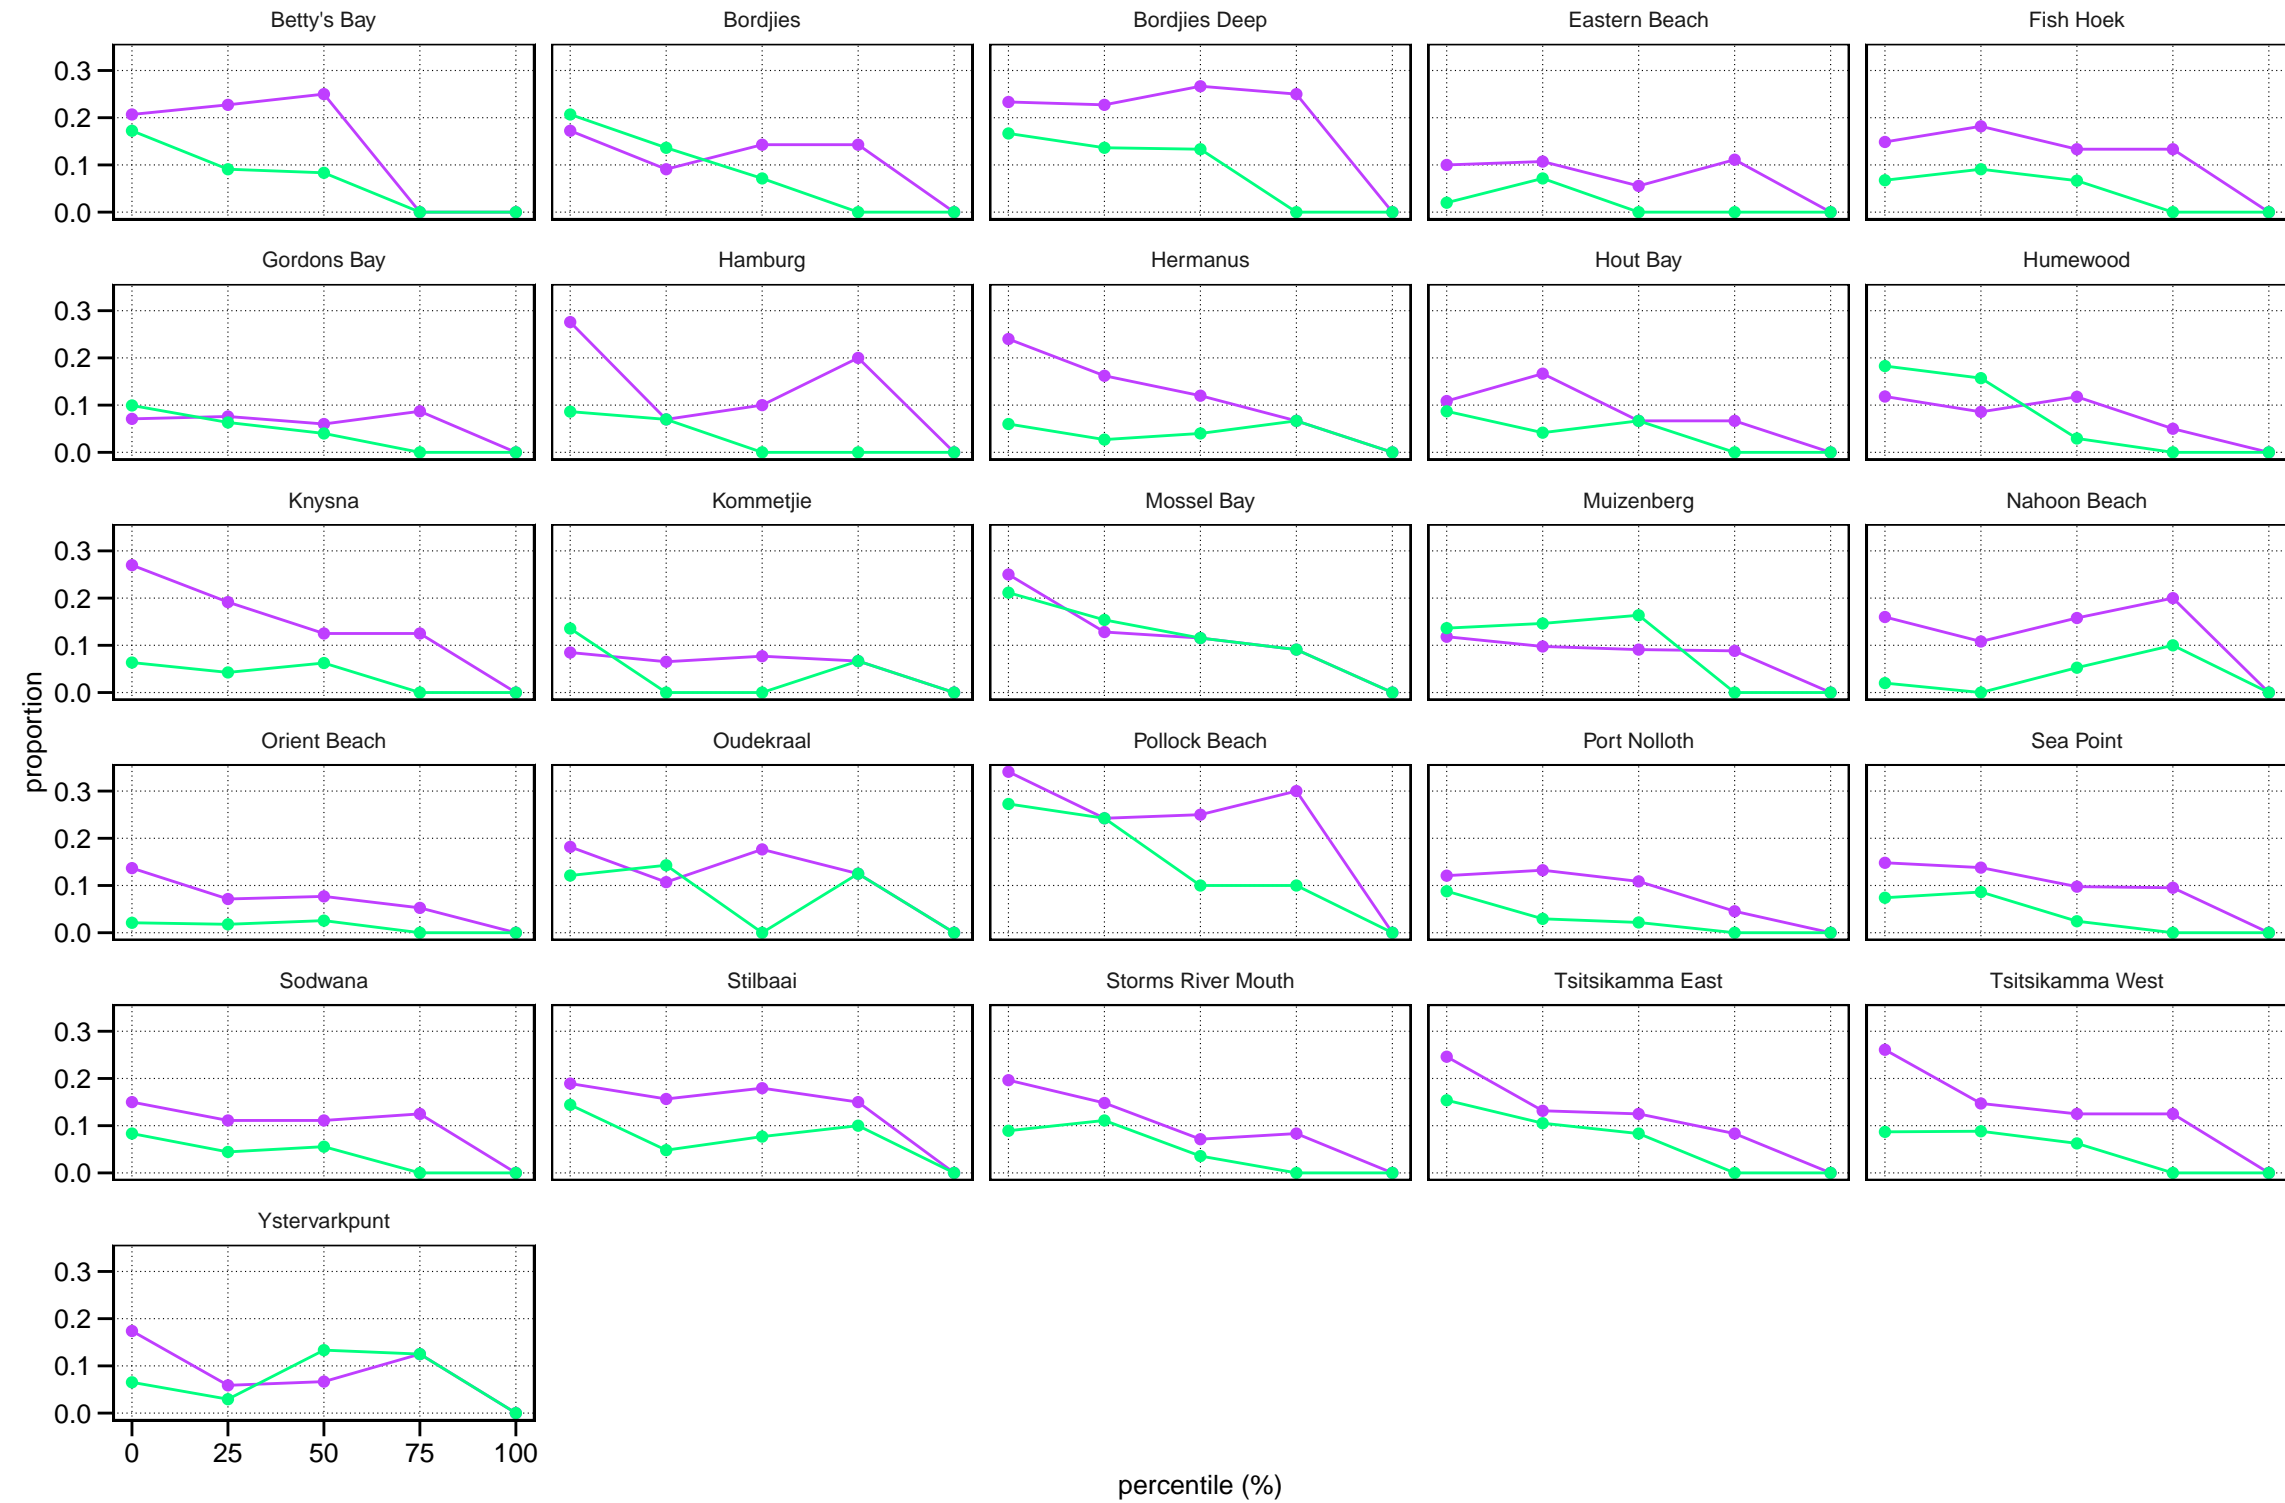 Betty's Bay
Bordjies
Bordjies Deep
Eastern Beach
Fish Hoek
0.3
0.2
0.1
0.0
Gordons Bay
Hamburg
Hermanus
Hout Bay
Humewood
0.3
0.2
0.1
0.0
Knysna
Kommetjie
Mossel Bay
Muizenberg
Nahoon Beach
0.3
0.2
0.1
0.0
proportion
Orient Beach
Oudekraal
Pollock Beach
Port Nolloth
Sea Point
0.3
0.2
0.1
0.0
Sodwana
Stilbaai
Storms River Mouth
Tsitsikamma East
Tsitsikamma West
0.3
0.2
0.1
0.0
Ystervarkpunt
0.3
0.2
0.1
0.0
0 25 50 75 100
percentile (%)